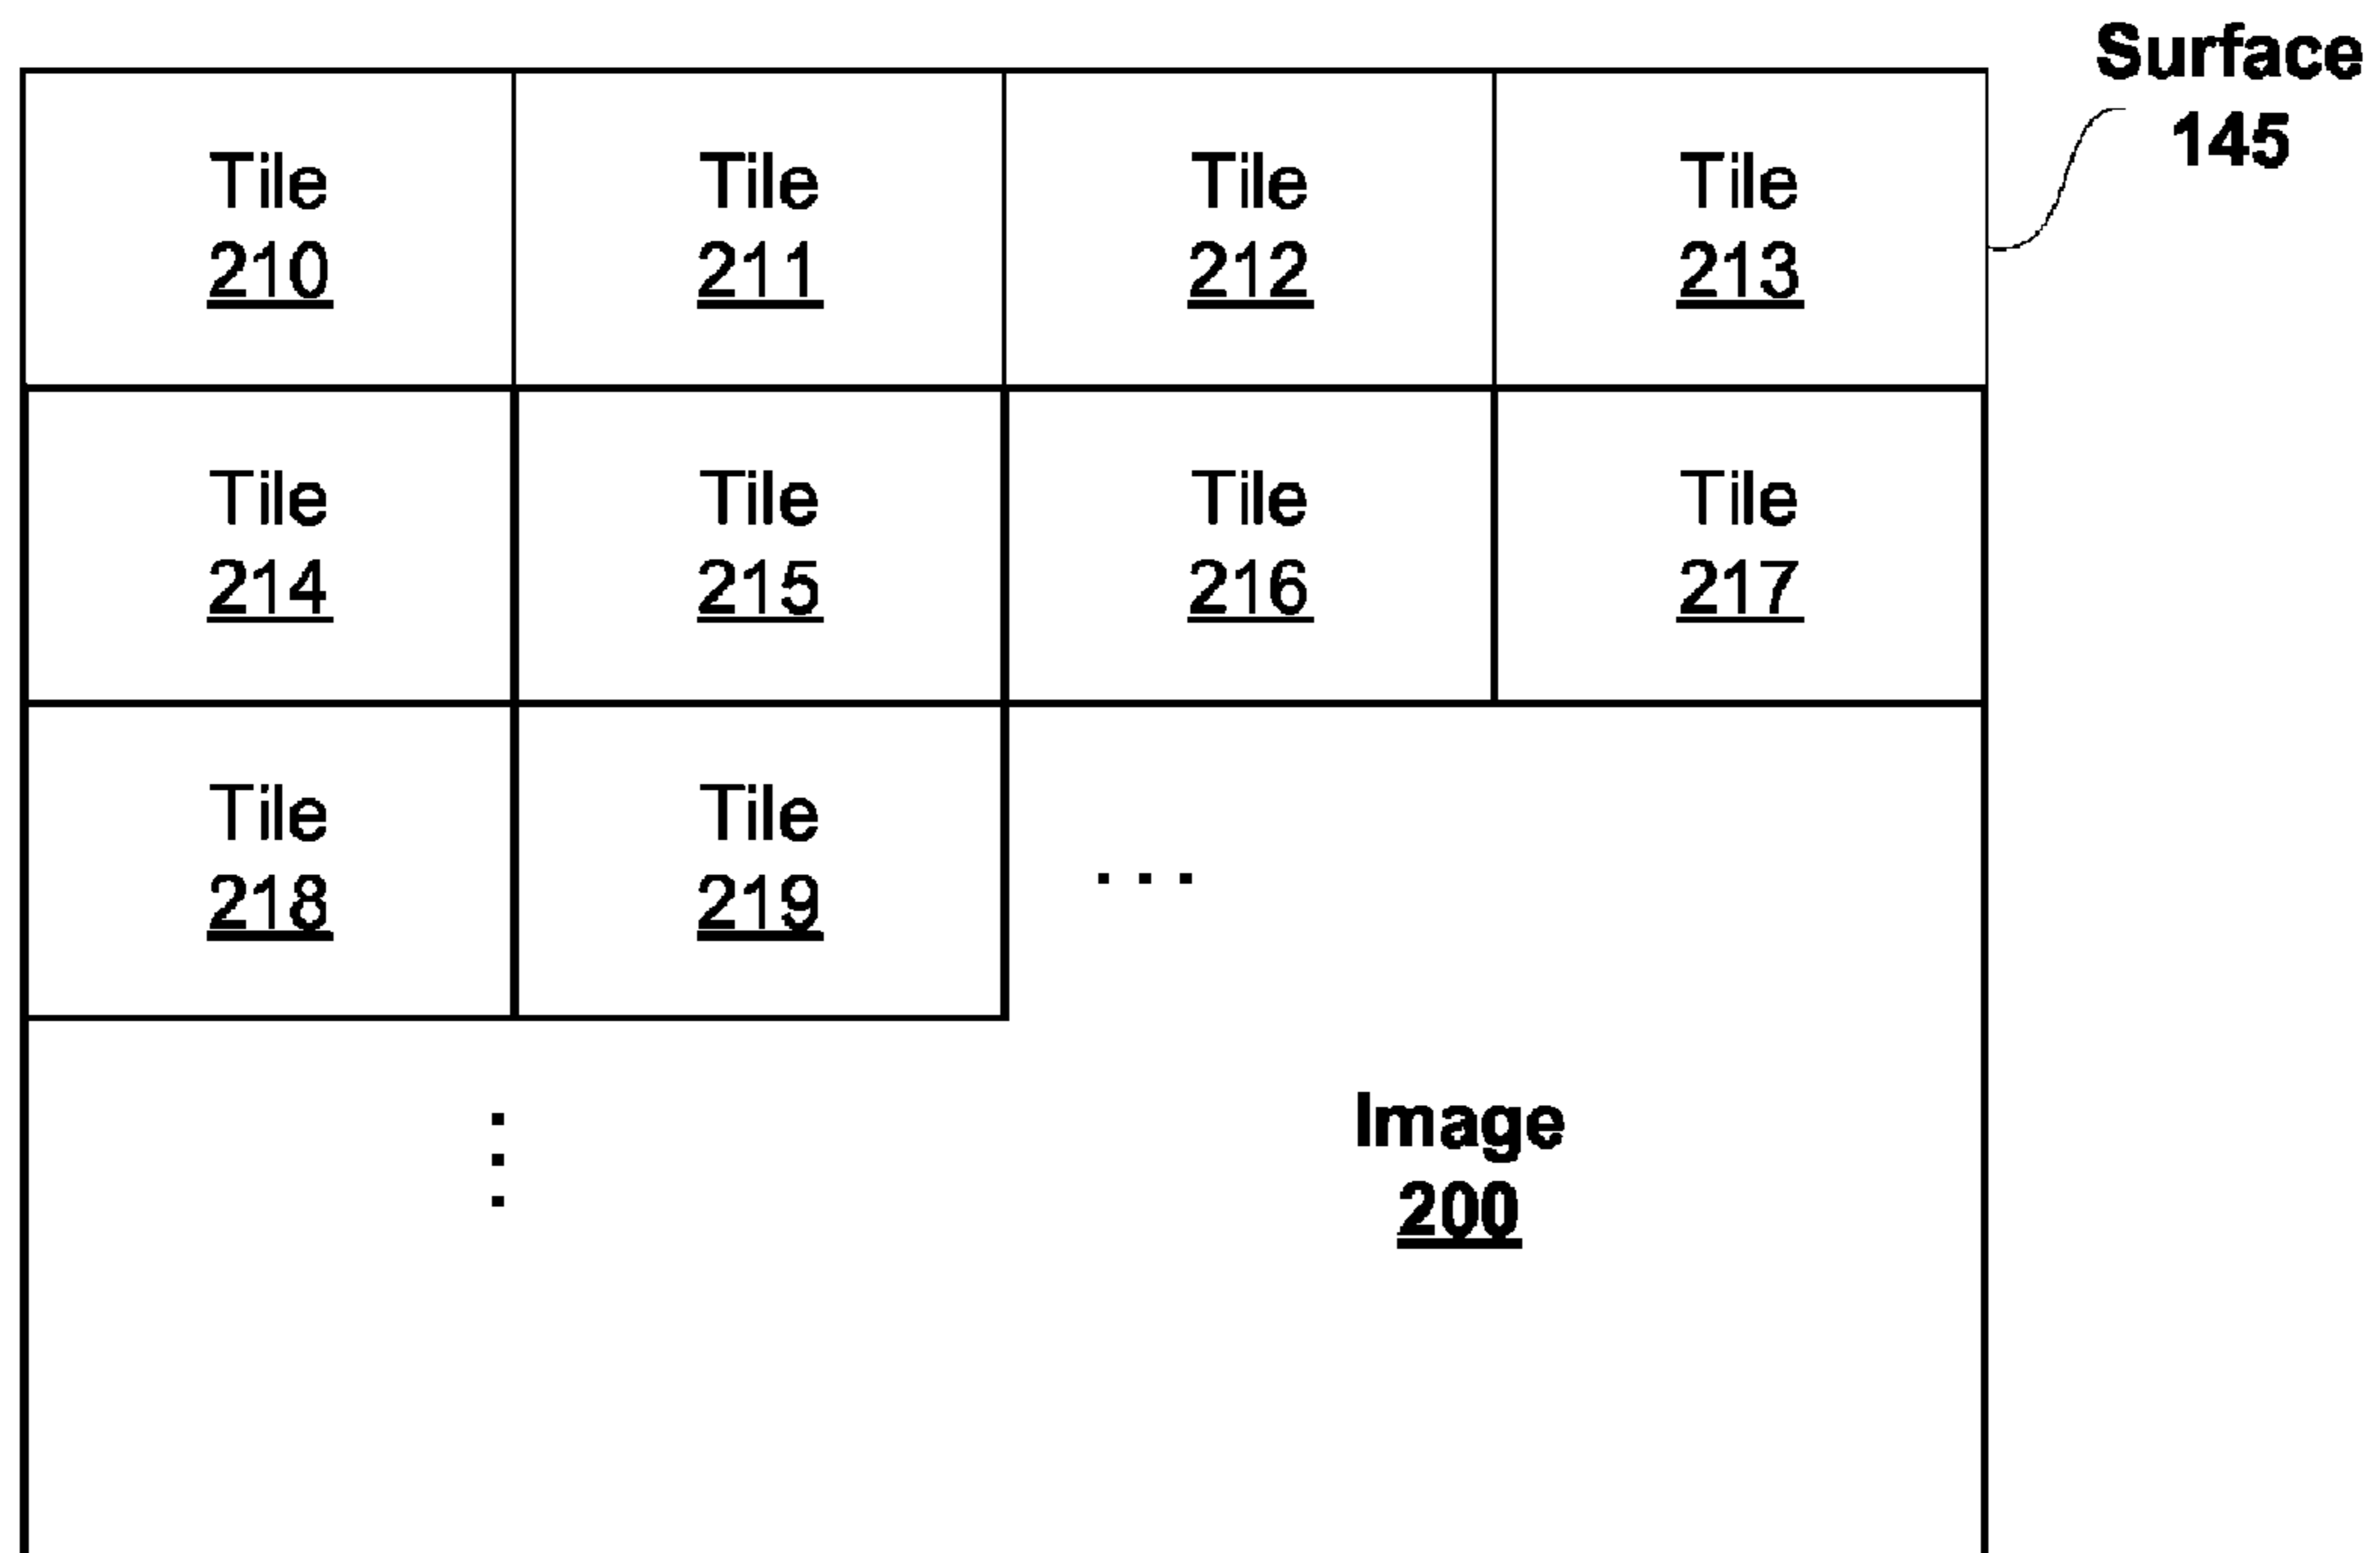 Surface
145
Tile
210
Tile
211
Tile
212
Tile
213
Tile
214
Tile
215
Tile
216
Tile
217
Tile
218
Tile
219
. . .
Image
200